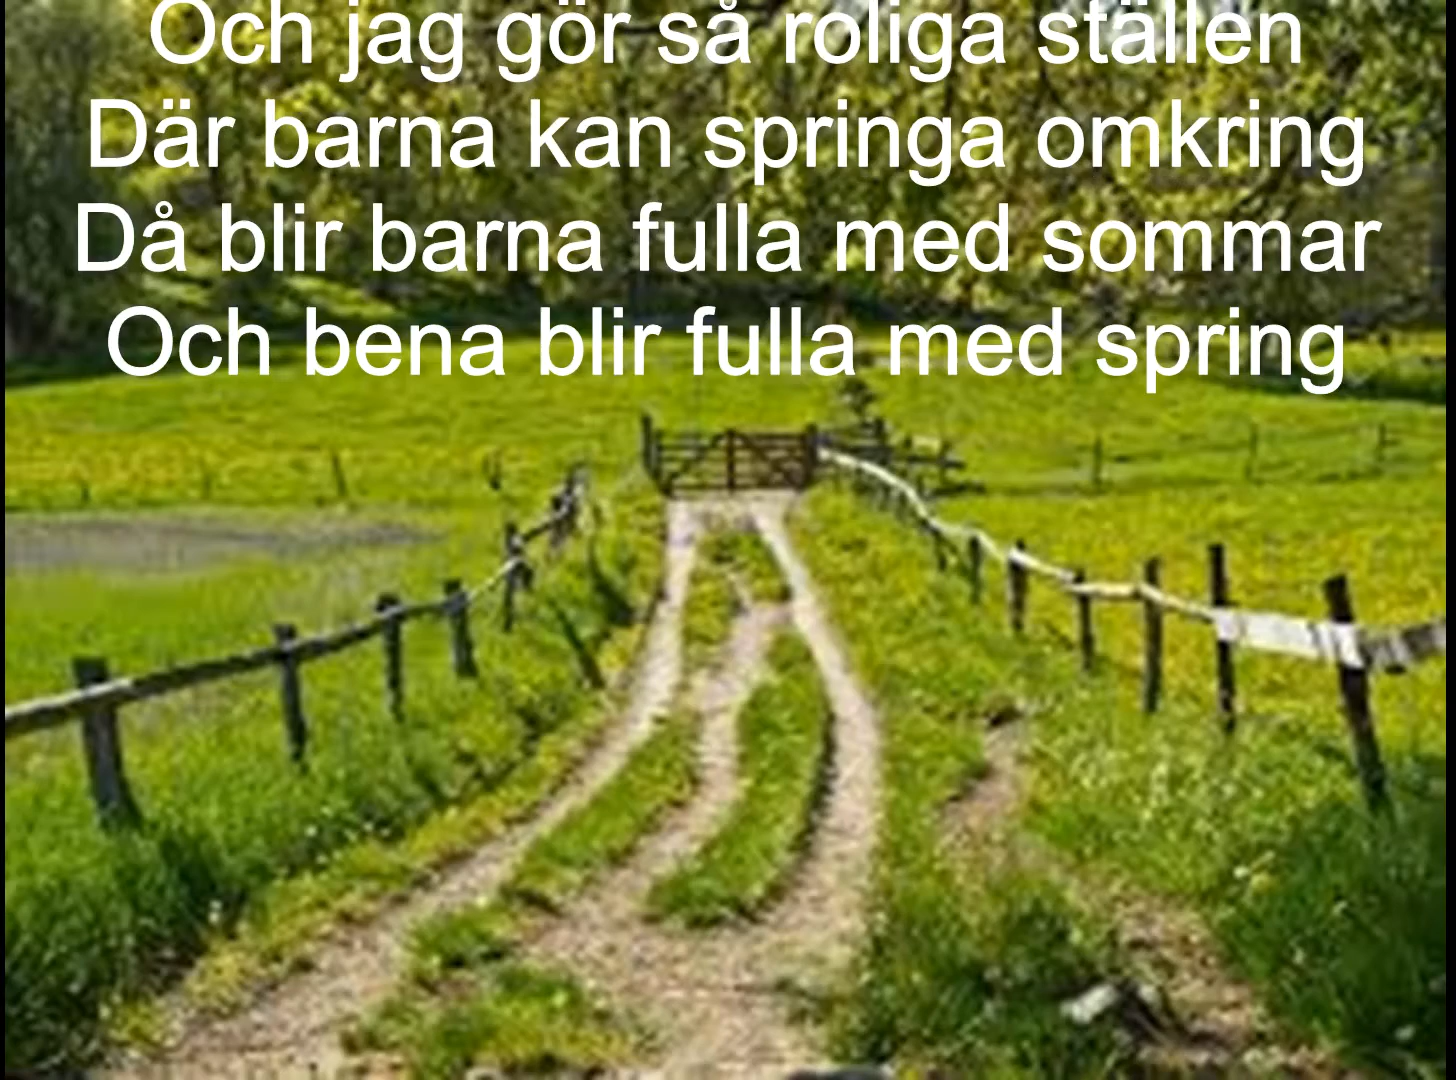 Och jag gör så roliga ställen
Där barna kan springa omkring
Då blir barna fulla med sommar
Och bena blir fulla med spring